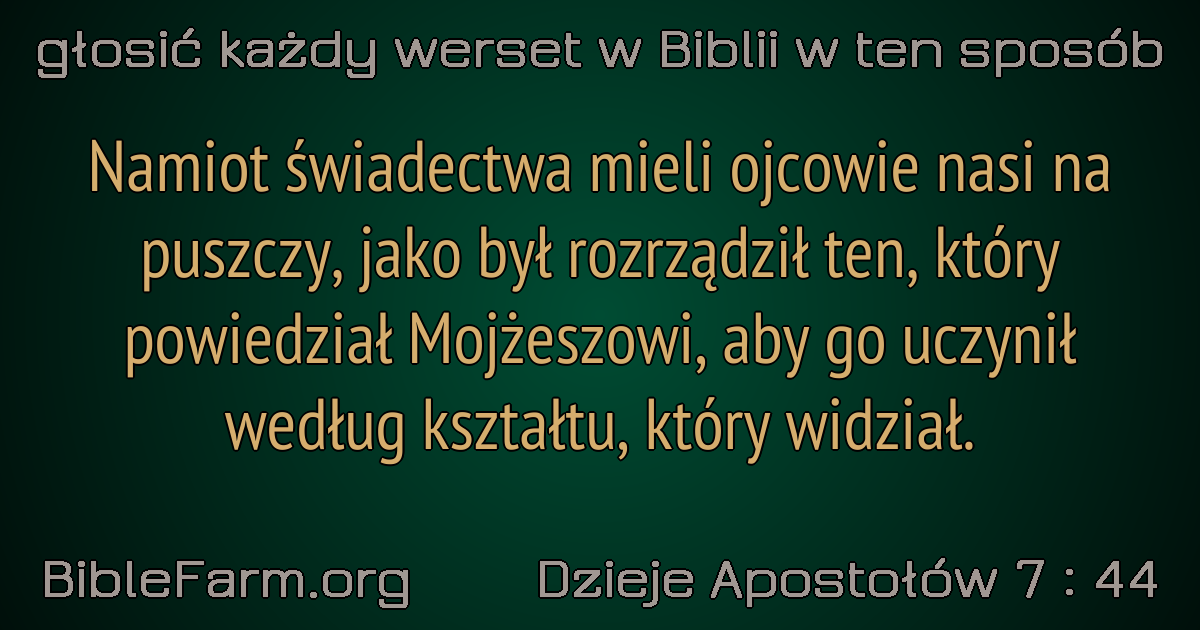 głosić każdy werset w Biblii w ten sposób
Namiot świadectwa mieli ojcowie nasi na
puszczy, jako był rozrządził ten, który
powiedział Mojżeszowi, aby go uczynił
według kształtu, który widział.
BibleFarm.org
Dzieje Apostołów 7 : 44